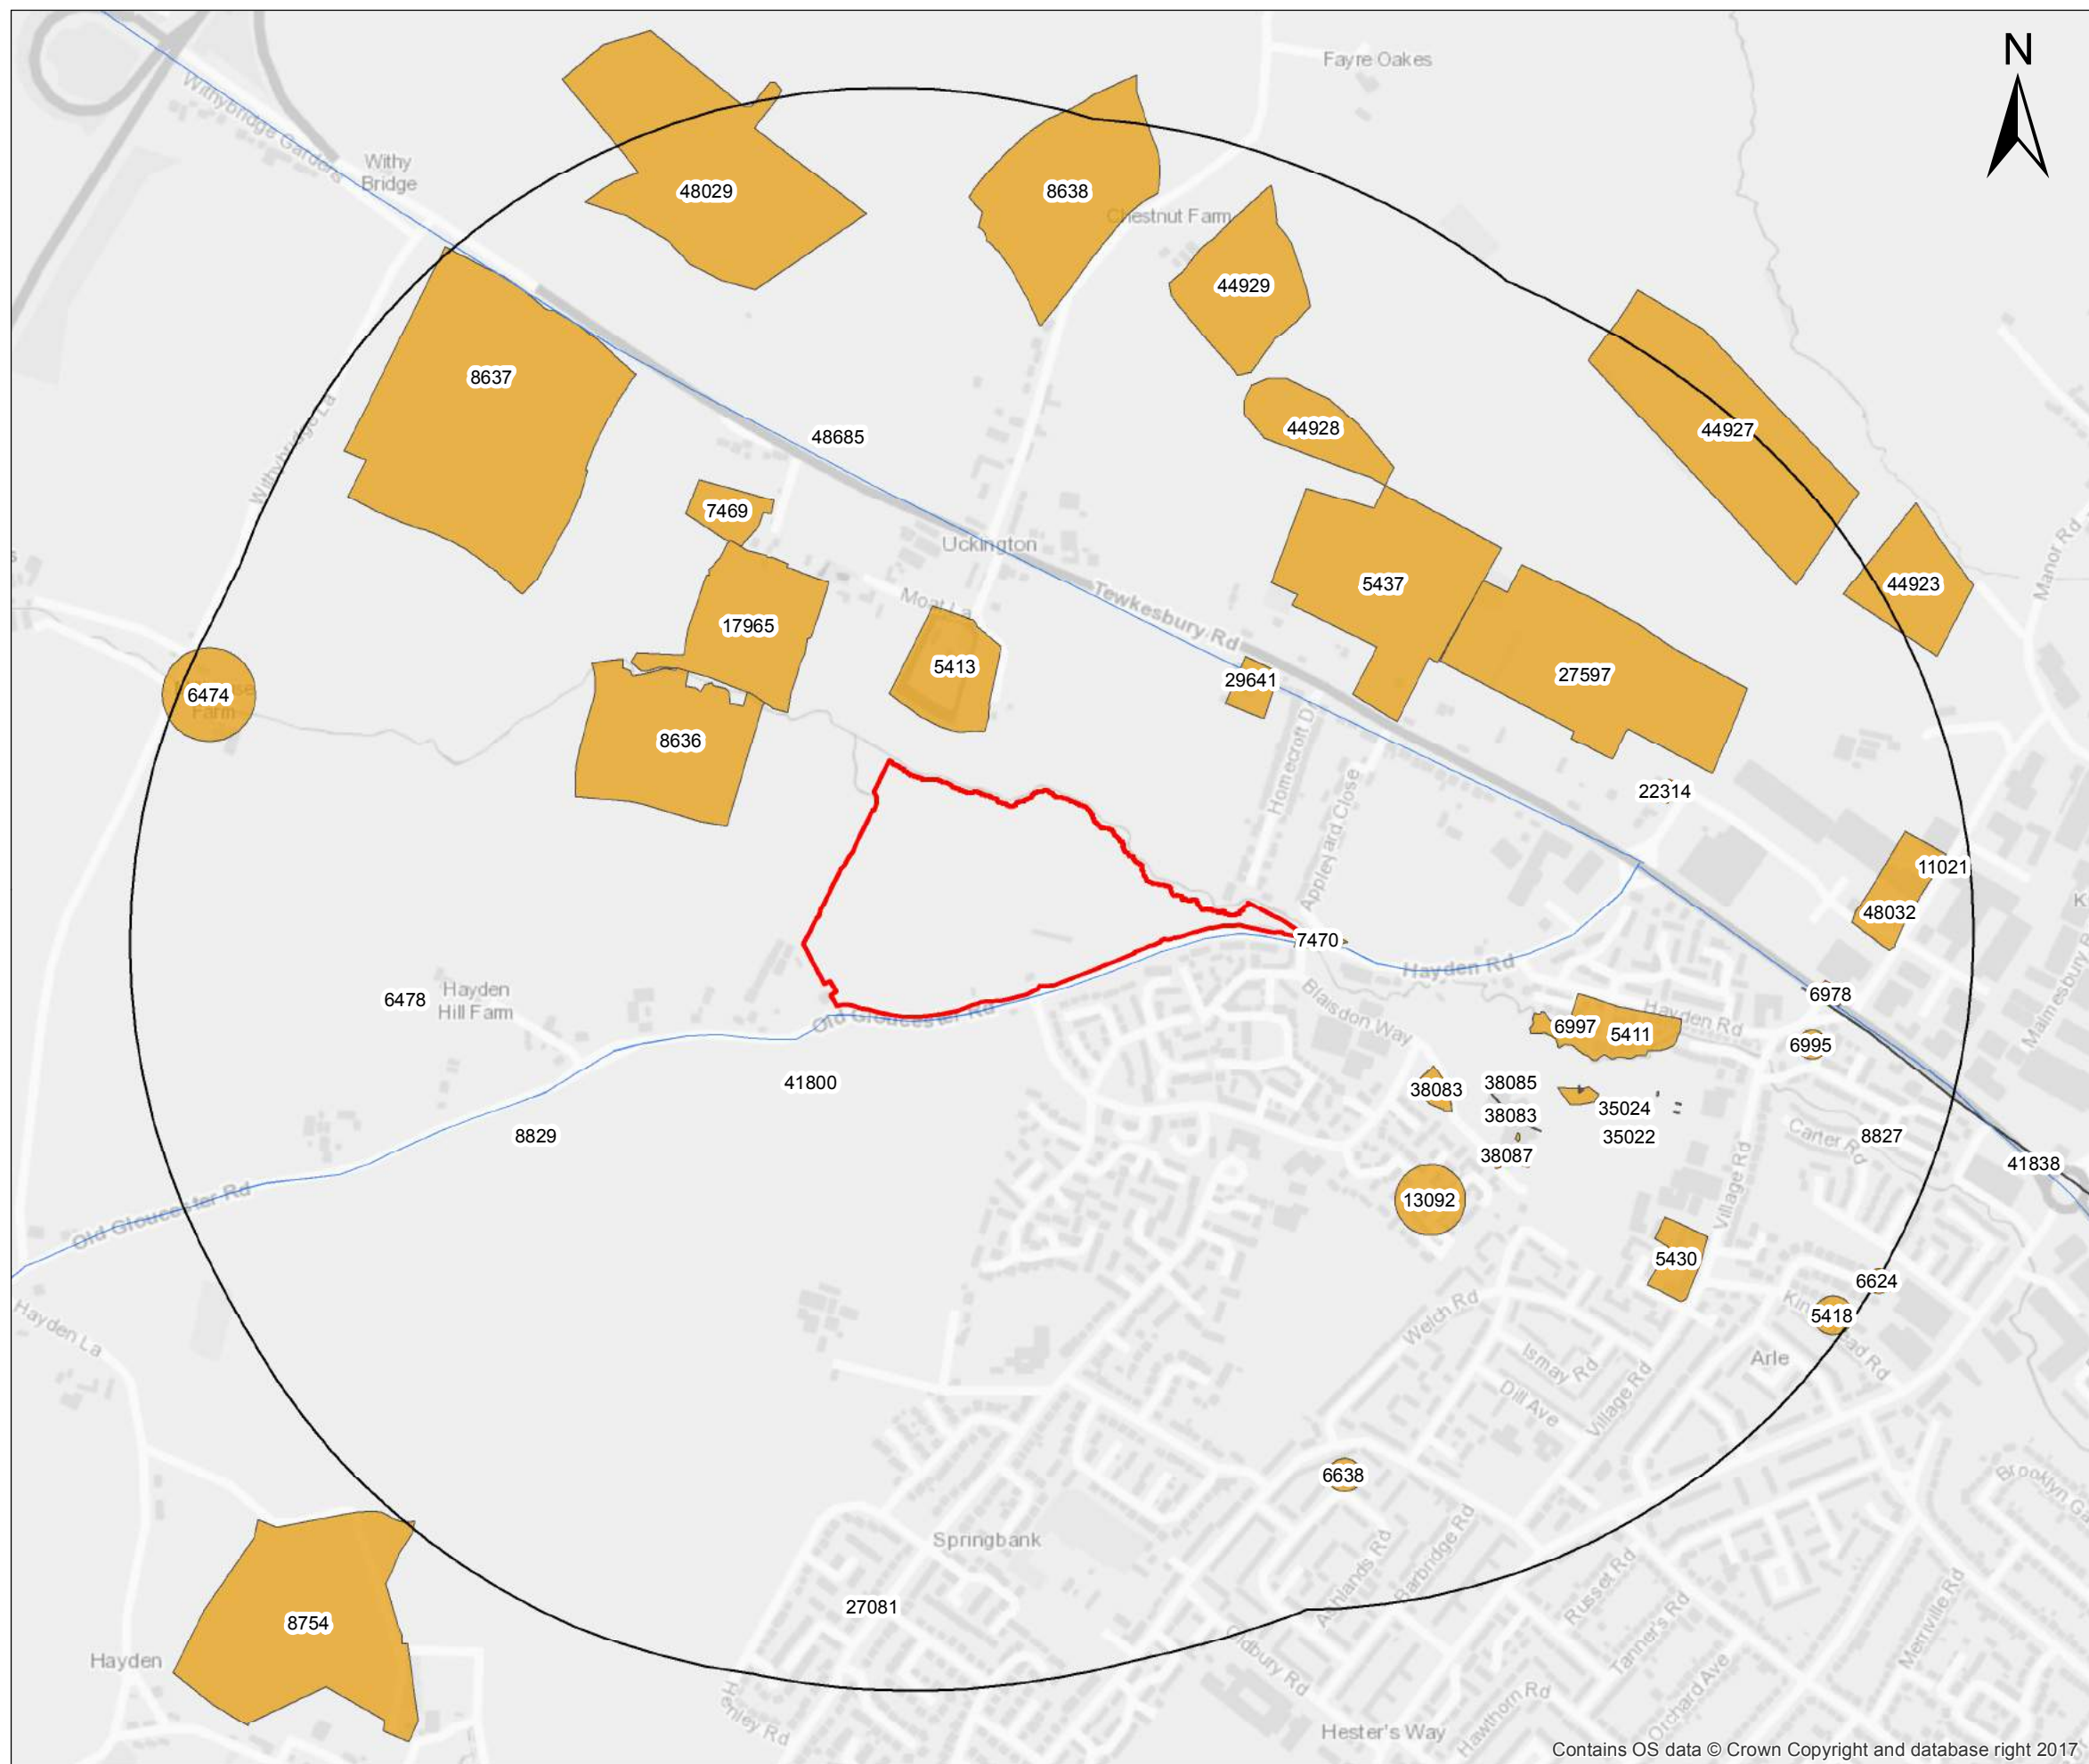 N
Fayre Oakes
Withybridge Gardens
Withy
Bridge
48029
8638
Chestnut Farm
44929
8637
44928
44927
48685
Withybridge La
7469
Uckington
Manor Rd
5437
44923
Tewkesbury Rd
Moat La
17965
5413
27597
29641
6474
Farm
8636
Homecroft D
22314
Appleyard Close
11021
48032
7470
Hayden Rd
6478
Hayden
Hill Farm
6978
Old Gloucester Rd
Blaisdon Way
Hayden Rd
6997
5411
6995
Malmesbury R
41800
38083
38085
38083
35024
8829
35022
8827
Carter Rd
38087
41838
Old Gloucester Rd
13092
Village Rd
5430
6624
Hayden La
Welch Rd
5418
Ismay Rd
Arle
Dill Ave
Village Rd
6638
Brooklyn Ga
Springbank
Ashlands Rd
Barbridge Rd
Russet Rd
27081
8754
Tanner's Rd
Merriville Rd
Hayden
Oldbury Rd
Orchard Ave
Henley Rd
Hawthorn Rd
Hester's Way
Contains OS data © Crown Copyright and database right 2017